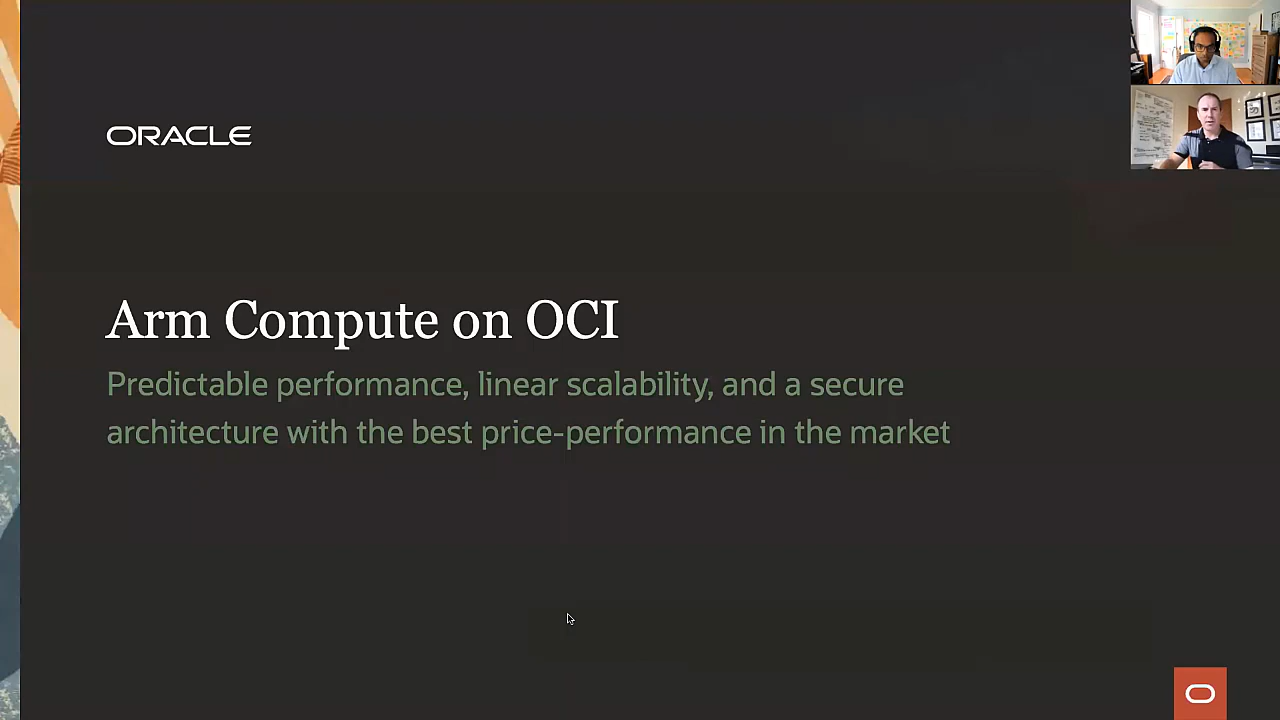 ORACLE
Arm Compute on OCI
Predictable performance, linear scalability, and a secure
architecture with the best price-performance in the market